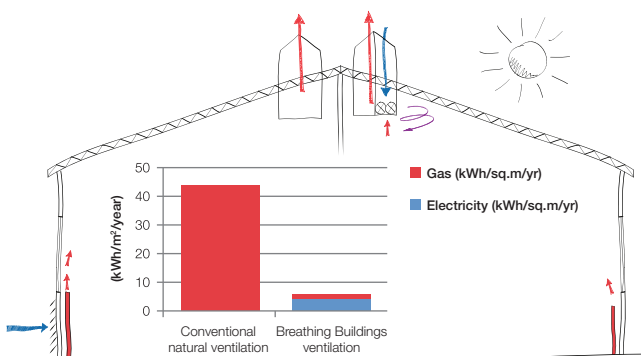 50
40
30
20
10
0
(kWh/m²/year)
Gas (kWh/sq.m/yr)
Electricity (kWh/sq.m/yr)
Conventional
natural ventilation
Breathing Buildings
ventilation